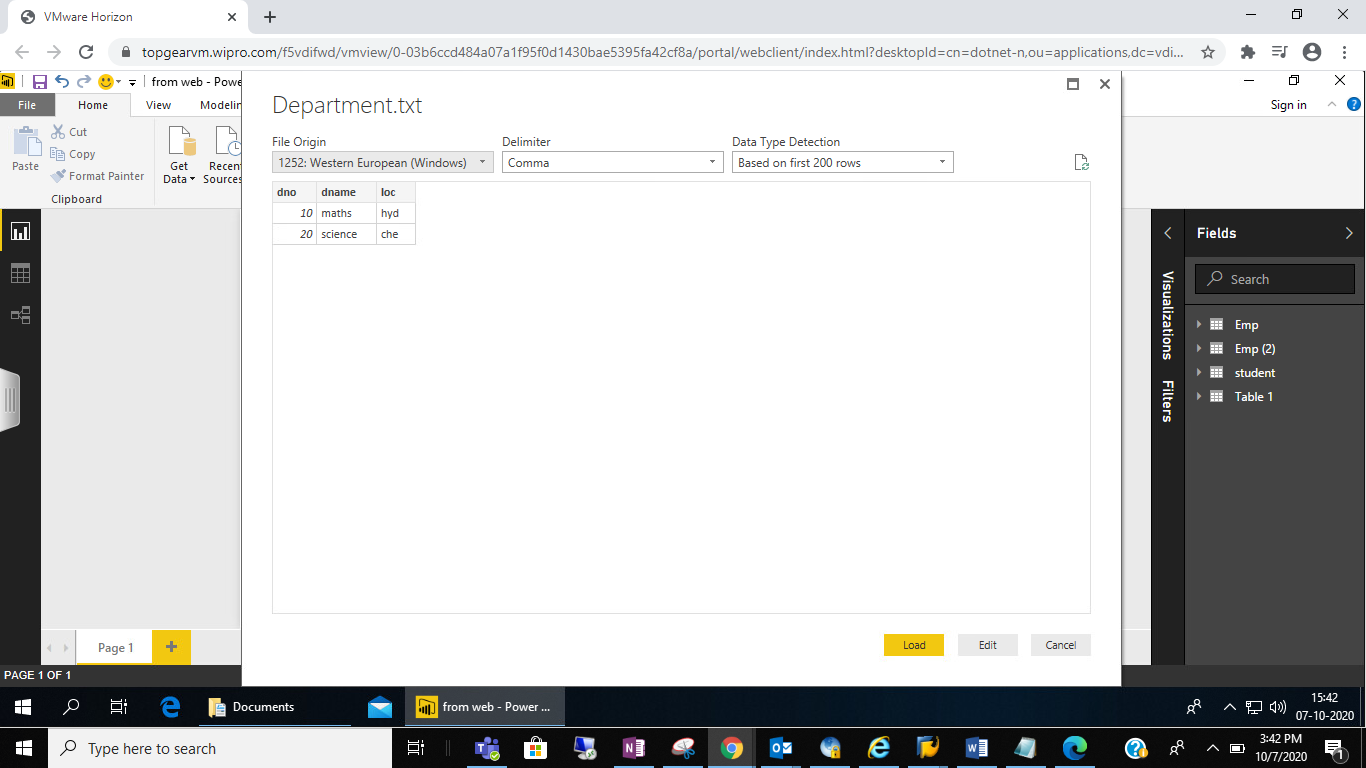 VMware Horizon
topgearvm.wipro.com/f5vdifwd/vmview/0-03b6ccd484a07a1f95f0d1430bae5395fa42cf8a/portal/webclient/index.html?desktopId=cn=dotnet-n,ou=applications,dc=vdi...
from web - Powe
Sign in
File Home View Modelin
Paste
Cut
Copy
Format Painter
Clipboard
Get Data
Recen
Sources
Department.txt
File Origin Delimiter Data Type Detection
1252: Western European (Windows) Comma Based on first 200 rows
dno dname loc
10 maths hyd
20 science che
Load Edit Cancel
Visualizations
Filters
Fields
Search
Emp
Emp (2)
student
Table 1
Page 1
PAGE 1 OF 1
Documents
from web - Power ...
15:42
07-10-2020
Type here to search
3:42 PM
10/7/2020
1